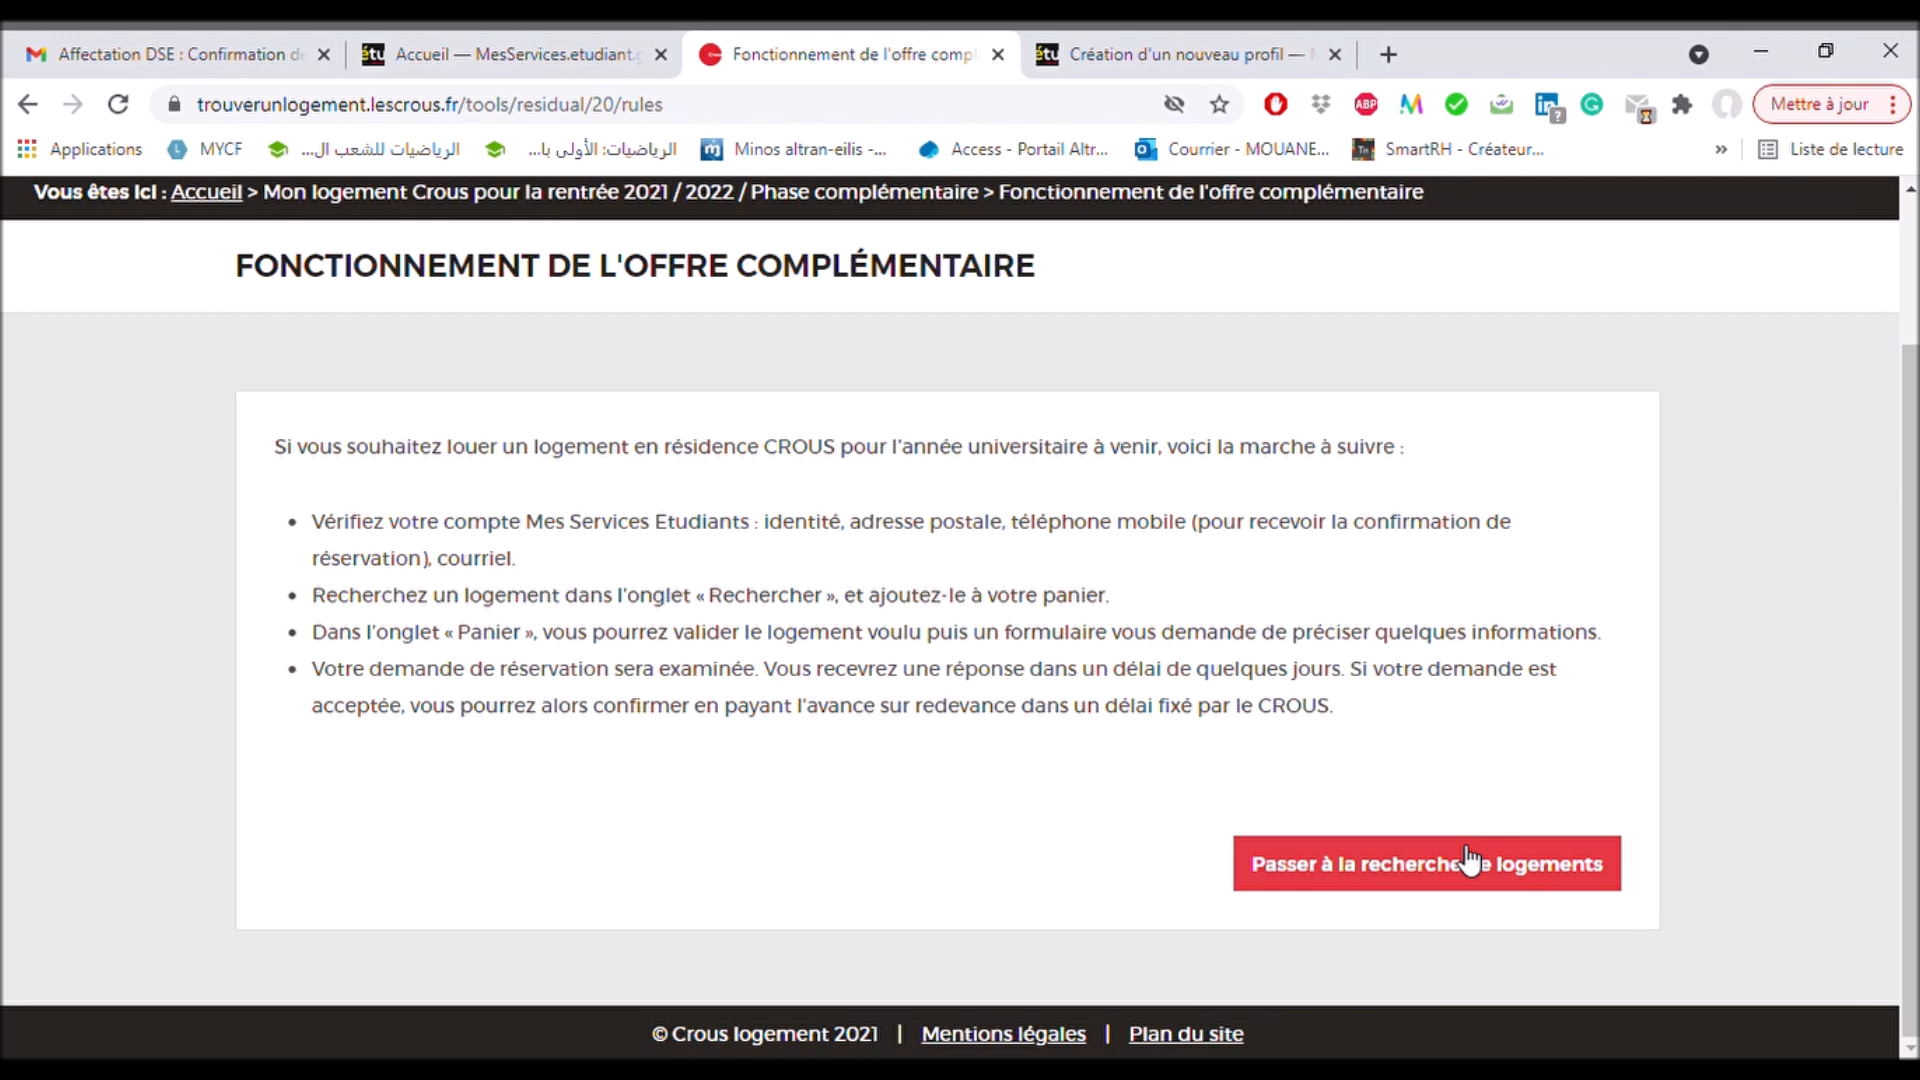 Affectation DSE : Confirmation de
Accueil — MesServices.etudiant.g
Fonctionnement de l'offre compl
Création d'un nouveau profil —
trouverunlogement.lescrous.fr/tools/residual/20/rules
ABP
Mettre à jour
Applications
MYCF
الرياضيات للشعب ال...
الرياضيات: الأولى با...
Minos altran-eilis -...
Access - Portail Altr...
Courrier - MOUANE...
SmartRH - Créateur...
Liste de lecture
Vous êtes ici : Accueil > Mon logement Crous pour la rentrée 2021 / 2022 / Phase complémentaire > Fonctionnement de l'offre complémentaire
FONCTIONNEMENT DE L'OFFRE COMPLÉMENTAIRE
Si vous souhaitez louer un logement en résidence CROUS pour l'année universitaire à venir, voici la marche à suivre :
• Vérifiez votre compte Mes Services Etudiants : identité, adresse postale, téléphone mobile (pour recevoir la confirmation de
réservation), courriel.
• Recherchez un logement dans l'onglet « Rechercher », et ajoutez-le à votre panier.
• Dans l'onglet « Panier », vous pourrez valider le logement voulu puis un formulaire vous demande de préciser quelques informations.
• Votre demande de réservation sera examinée. Vous recevrez une réponse dans un délai de quelques jours. Si votre demande est
acceptée, vous pourrez alors confirmer en payant l'avance sur redevance dans un délai fixé par le CROUS.
Passer à la recherche de logements
© Crous logement 2021 | Mentions légales | Plan du site